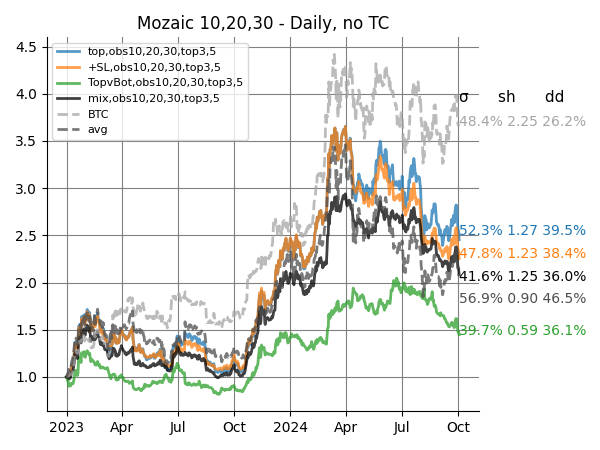 Mozaic 10,20,30 - Daily, no TC
top,obs10,20,30,top3,5
+SL,obs10,20,30,top3,5
TopvBot,obs10,20,30,top3,5
mix,obs10,20,30,top3,5
BTC
avg
4.5
4.0
3.5
3.0
2.5
2.0
1.5
1.0
σ sh dd
48.4% 2.25 26.2%
52.3% 1.27 39.5%
47.8% 1.23 38.4%
41.6% 1.25 36.0%
56.9% 0.90 46.5%
39.7% 0.59 36.1%
2023 Apr Jul Oct 2024 Apr Jul Oct